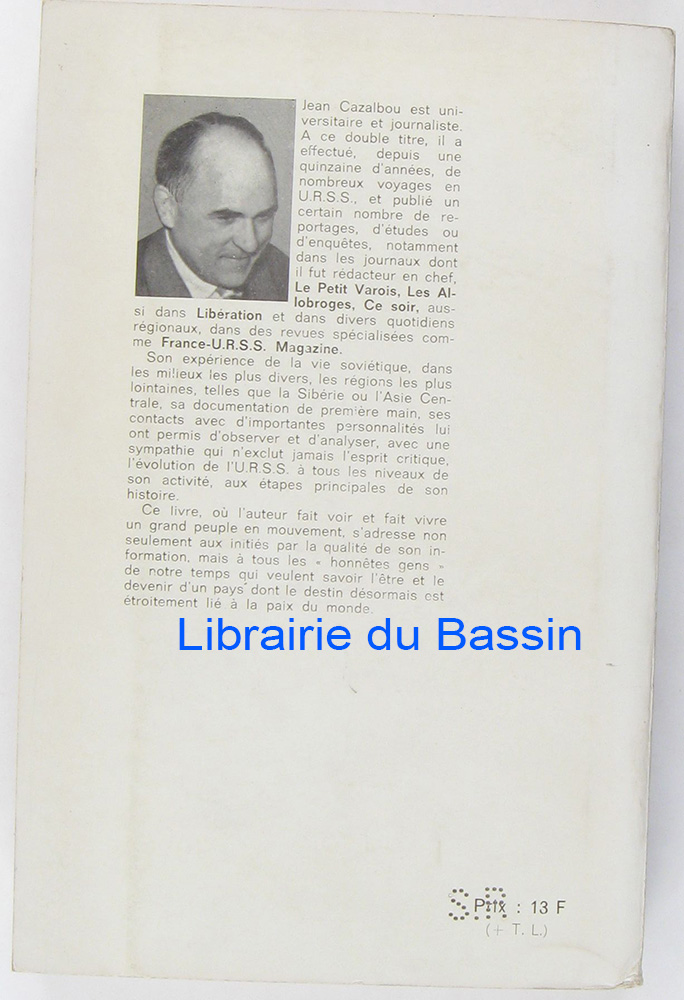 Jean Cazalbou est uni-
versitaire et journaliste.
A ce double titre, il a
effectué, depuis une
quinzaine d'années, de
nombreux voyages en
U.R.S.S., et publié un
certain nombre de re-
portages, d'études ou
d'enquêtes, notamment
dans les journaux dont
il fut rédacteur en chef,
Le Petit Varois, Les Al-
lobroges, Ce soir, aus-
si dans Libération et dans divers quotidiens
régionaux, dans des revues spécialisées com-
me France-U.R.S.S. Magazine.
Son expérience de la vie soviétique, dans
les milieux les plus divers, les régions les plus
lointaines, telles que la Sibérie ou l'Asie Cen-
trale, sa documentation de première main, ses
contacts avec d'importantes personnalités lui
ont permis d'observer et d'analyser, avec une
sympathie qui n'exclut jamais l'esprit critique,
l'évolution de l'U.R.S.S. à tous les niveaux de
son activité, aux étapes principales de son
histoire.
Ce livre, où l'auteur fait voir et fait vivre
un grand peuple en mouvement, s'adresse non
seulement aux initiés par la qualité de son in-
formation, mais à tous les « honnêtes gens »
de notre temps qui veulent savoir l'être et le
devenir d'un pays dont le destin désormais est
étroitement lié à la paix du monde.
Librairie du Bassin
S.R
Prix : 13 F
(+ T. L.)